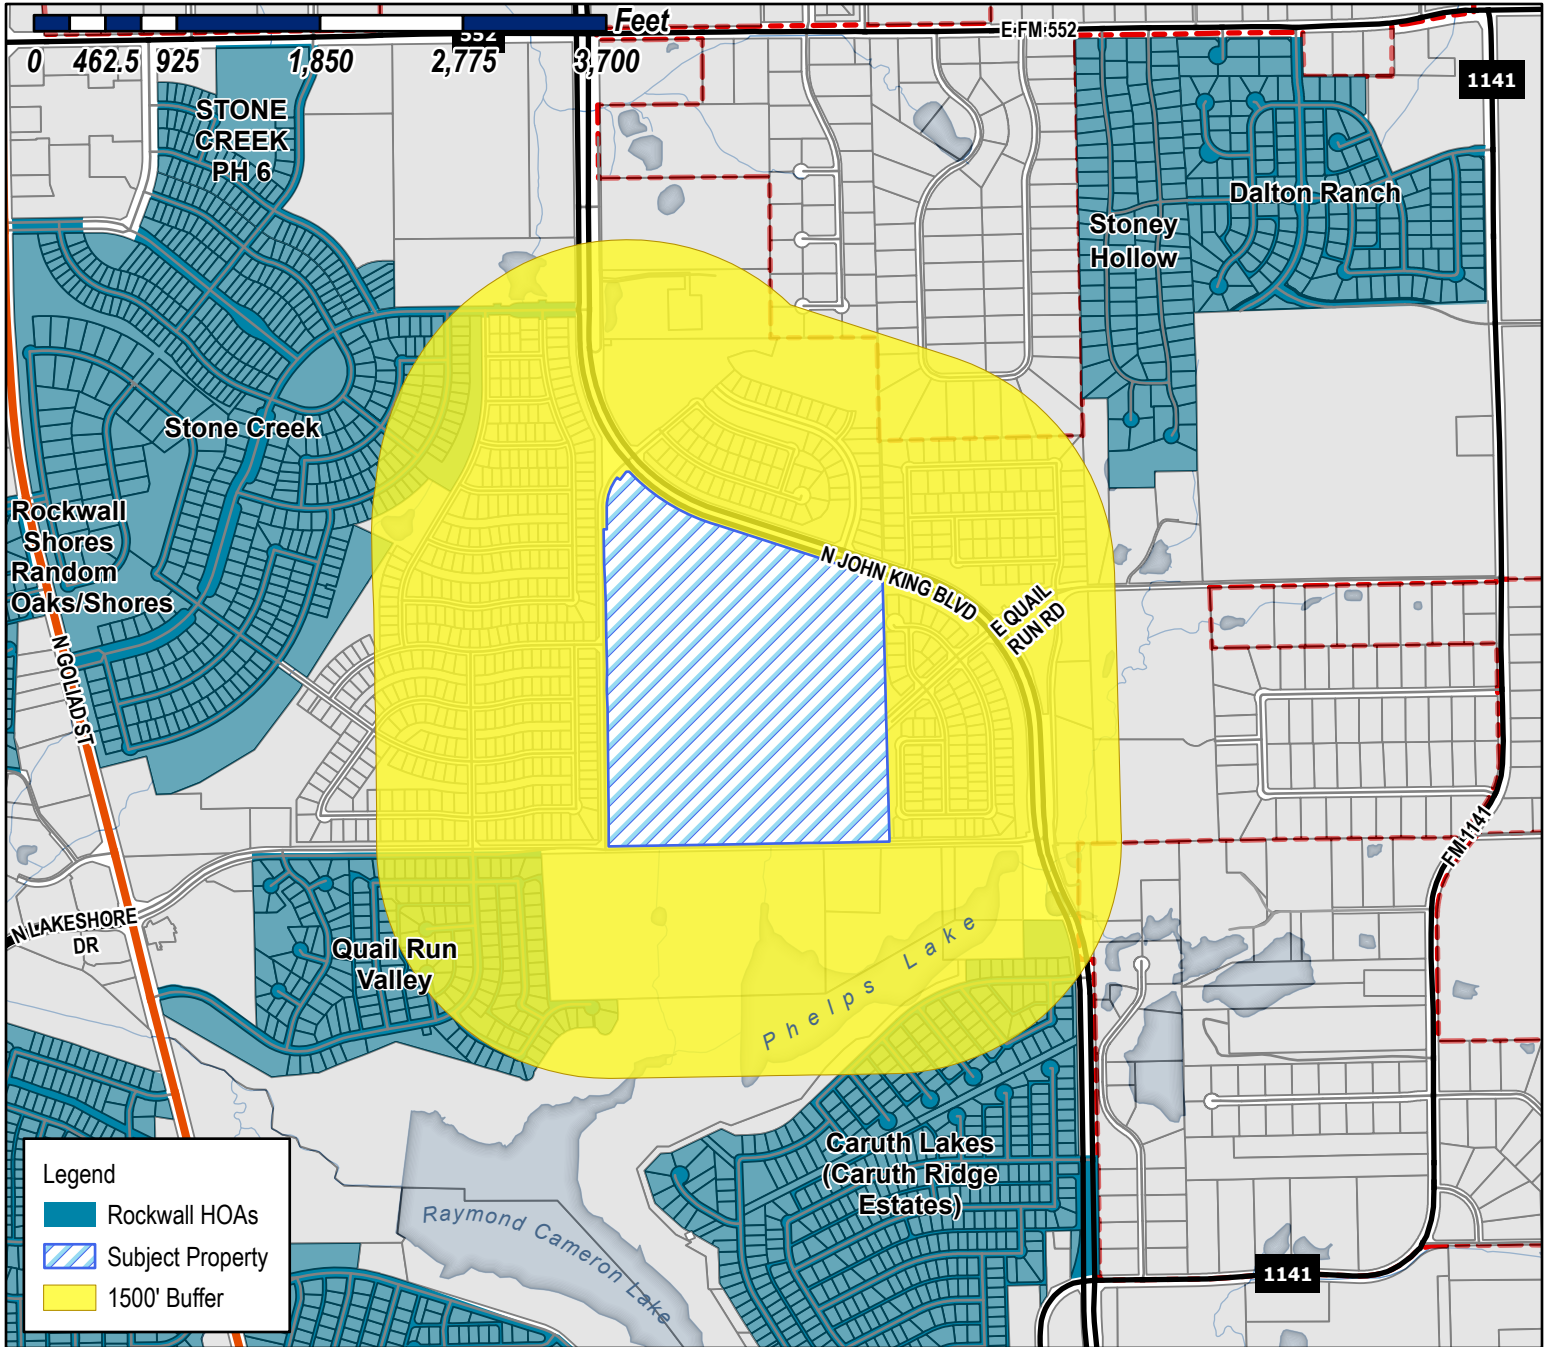 Feet
0 462.5 925 1,850 2,775 3,700
552
E FM 552
1141
STONE
CREEK
PH 6
Dalton Ranch
Stoney
Hollow
Stone Creek
Rockwall
Shores
Random
Oaks/Shores
N GOLIAD ST
N JOHN KING BLVD
E QUAIL
RUN RD
FM 1141
N LAKESHORE
DR
Quail Run
Valley
Phelps Lake
Caruth Lakes
(Caruth Ridge
Estates)
Raymond Cameron Lake
1141
Legend
Rockwall HOAs
Subject Property
1500' Buffer